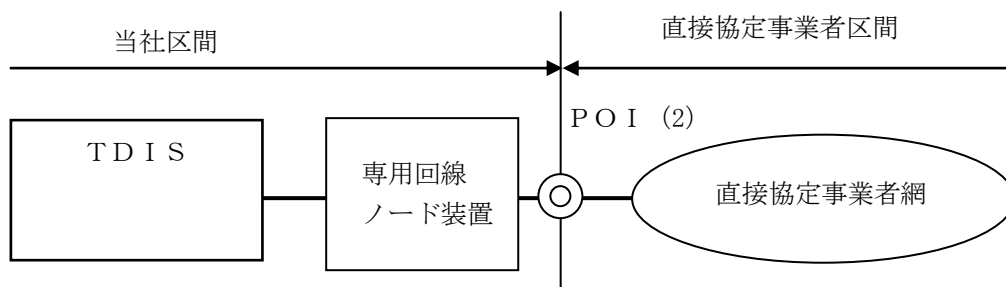 当社区間
直接協定事業者区間
ＰＯＩ（2）
ＴＤＩＳ
専用回線
ノード装置
直接協定事業者網